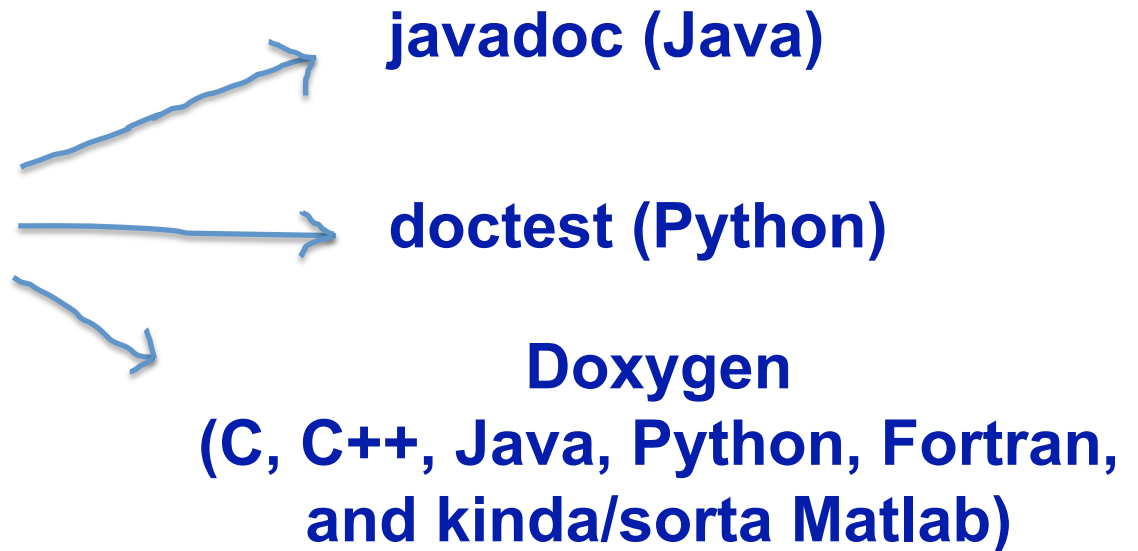 javadoc (Java)
doctest (Python)
Doxygen
(C, C++, Java, Python, Fortran,
and kinda/sorta Matlab)